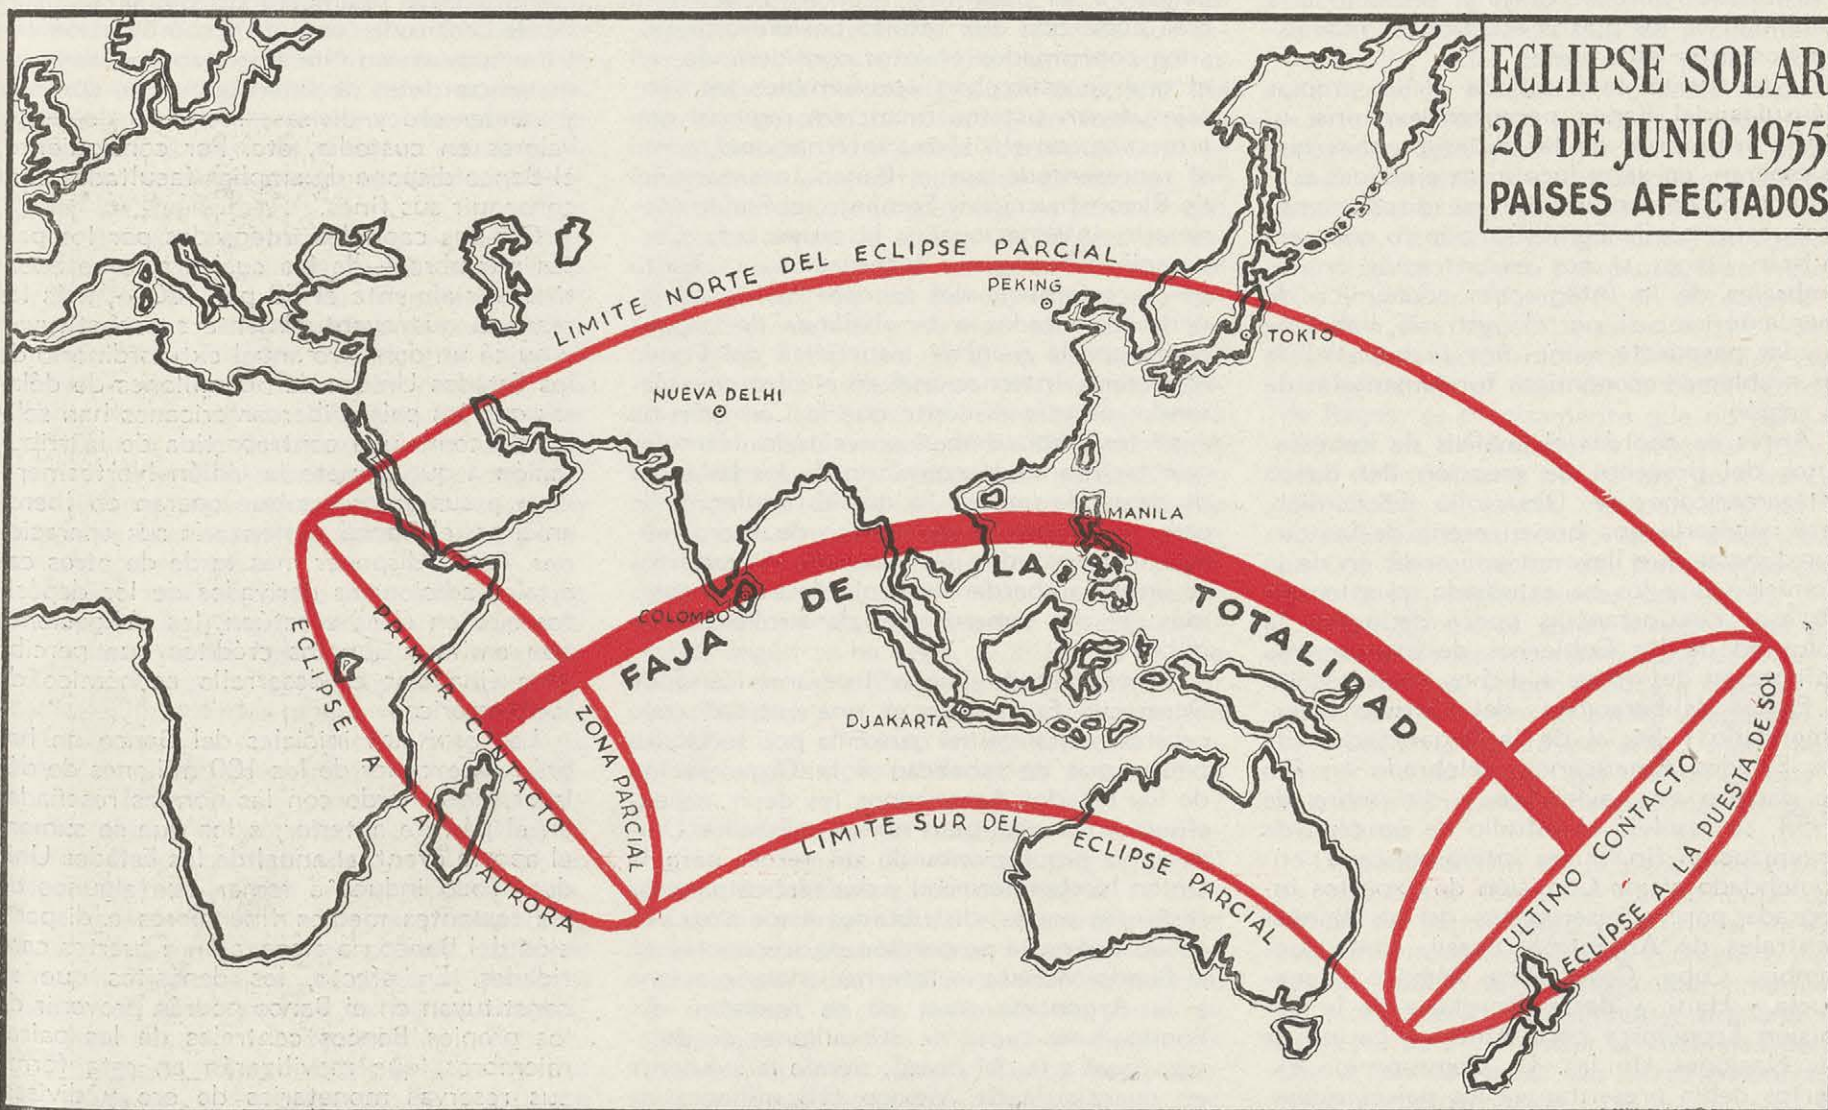 ECLIPSE SOLAR
20 DE JUNIO 1955
PAISES AFECTADOS
LIMITE NORTE DEL ECLIPSE PARCIAL
PEKING
TOKIO
NUEVA DELHI
MANILA
COLOMBO
FAJA DE LA TOTALIDAD
DJAKARTA
ECLIPSE A LA AURORA
PRIMER CONTACTO
ZONA PARCIAL
LIMITE SUR DEL ECLIPSE PARCIAL
ULTIMO CONTACTO
ECLIPSE A LA PUESTA DE SOL